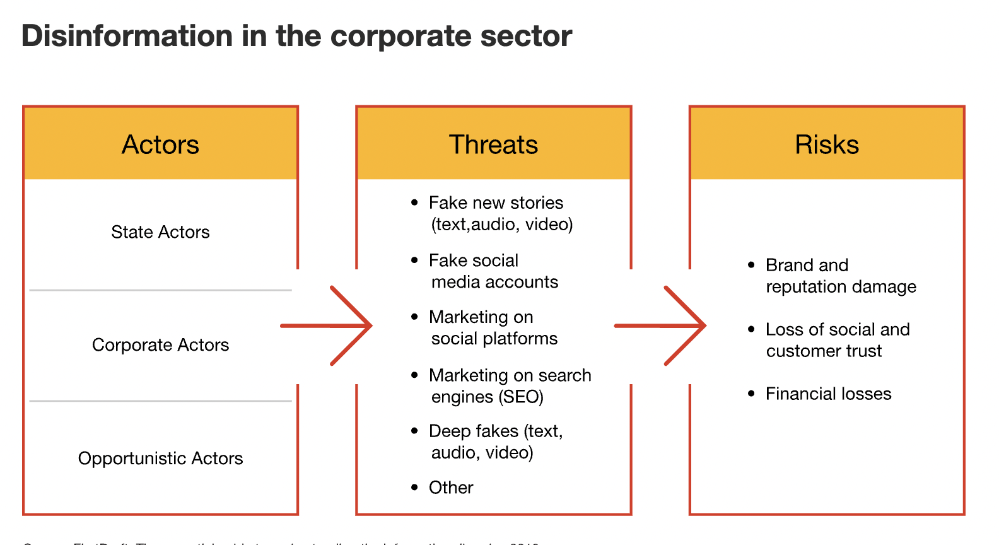 Disinformation in the corporate sector
Actors
State Actors
Corporate Actors
Opportunistic Actors
Threats
• Fake new stories
(text,audio, video)
• Fake social
media accounts
• Marketing on
social platforms
• Marketing on search
engines (SEO)
• Deep fakes (text,
audio, video)
• Other
Risks
• Brand and
reputation damage
• Loss of social and
customer trust
• Financial losses